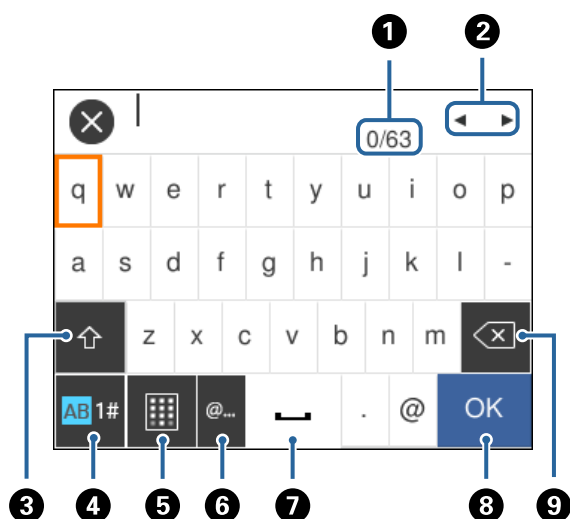 1 2
0/63
q w e r t y u i o p
a s d f g h j k l -
z x c v b n m
AB 1# @... . @ OK
3 4 5 6 7 8 9